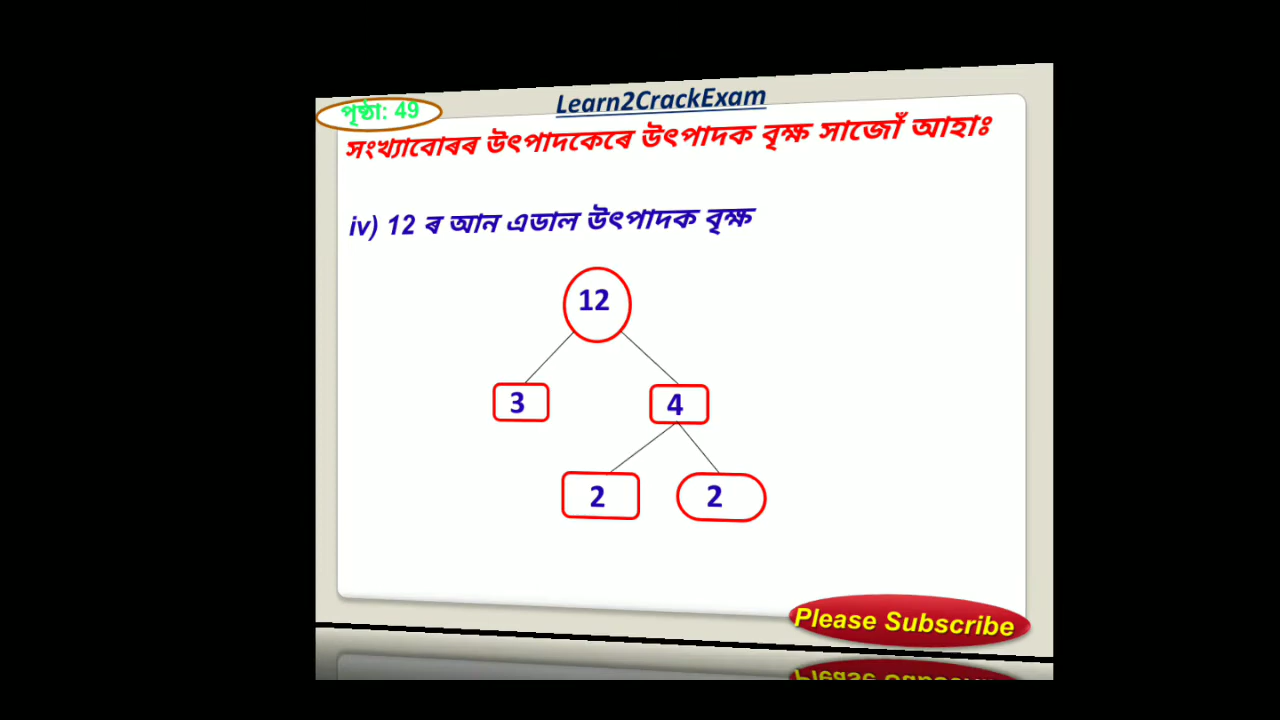 Learn2CrackExam
পৃষ্ঠা: 49
সংখ্যাবোৰৰ উৎপাদকেৰে উৎপাদক বৃক্ষ সাজোঁ আহাঃ
iv) 12 ৰ আন এডাল উৎপাদক বৃক্ষ
12
3 4
2 2
Please Subscribe